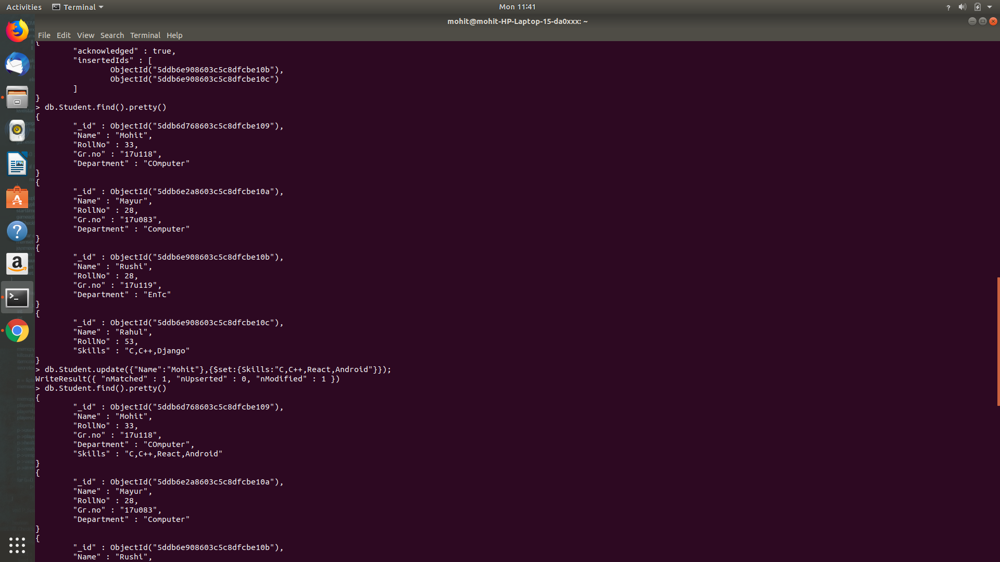 Activities Terminal Mon 11:41
mohit@mohit-HP-Laptop-15-da0xxx: ~
File Edit View Search Terminal Help
{
"acknowledged" : true,
"insertedIds" : [
ObjectId("5ddb6e908603c5c8dfcbe10b"),
ObjectId("5ddb6e908603c5c8dfcbe10c")
]
}
> db.Student.find().pretty()
{
"_id" : ObjectId("5ddb6d768603c5c8dfcbe109"),
"Name" : "Mohit",
"RollNo" : 33,
"Gr.no" : "17u118",
"Department" : "COmputer"
}
{
"_id" : ObjectId("5ddb6e2a8603c5c8dfcbe10a"),
"Name" : "Mayur",
"RollNo" : 28,
"Gr.no" : "17u083",
"Department" : "Computer"
}
{
"_id" : ObjectId("5ddb6e908603c5c8dfcbe10b"),
"Name" : "Rushi",
"RollNo" : 28,
"Gr.no" : "17u119",
"Department" : "EnTc"
}
{
"_id" : ObjectId("5ddb6e908603c5c8dfcbe10c"),
"Name" : "Rahul",
"RollNo" : 53,
"Skills" : "C,C++,Django"
}
> db.Student.update({"Name":"Mohit"},{$set:{Skills:"C,C++,React,Android"}});
WriteResult({ "nMatched" : 1, "nUpserted" : 0, "nModified" : 1 })
> db.Student.find().pretty()
{
"_id" : ObjectId("5ddb6d768603c5c8dfcbe109"),
"Name" : "Mohit",
"RollNo" : 33,
"Gr.no" : "17u118",
"Department" : "COmputer",
"Skills" : "C,C++,React,Android"
}
{
"_id" : ObjectId("5ddb6e2a8603c5c8dfcbe10a"),
"Name" : "Mayur",
"RollNo" : 28,
"Gr.no" : "17u083",
"Department" : "Computer"
}
{
"_id" : ObjectId("5ddb6e908603c5c8dfcbe10b"),
"Name" : "Rushi",